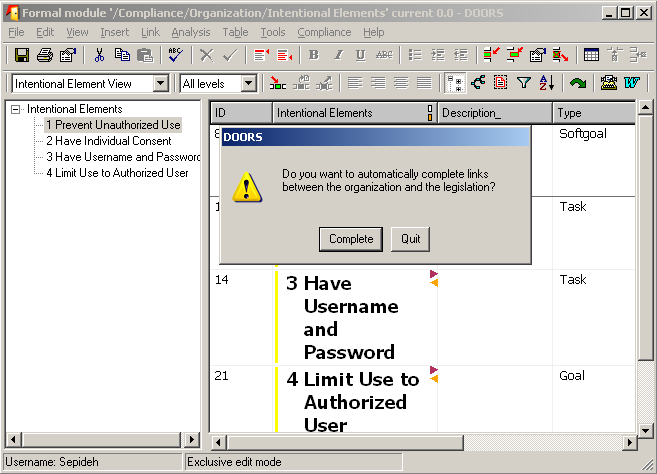 Formal module '/Compliance/Organization/Intentional Elements' current 0.0 - DOORS
File Edit View Insert Link Analysis Table Tools Compliance Help
ABC B I U ABC
Intentional Element View All levels A Z W
Intentional Elements
1 Prevent Unauthorized Use
2 Have Individual Consent
3 Have Username and Password
4 Limit Use to Authorized User
ID Intentional Elements Description_ Type
8 Softgoal
DOORS
Do you want to automatically complete links
between the organization and the legislation?
Complete Quit
1 Task
14 3 Have Task
Username
and
Password
21 4 Limit Use to Goal
Authorized
User
Username: Sepideh Exclusive edit mode